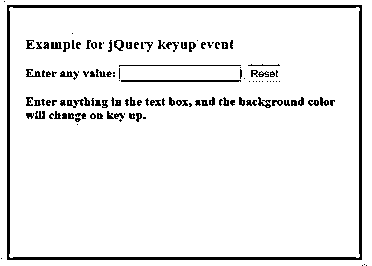 Example for jQuery keyup event
Enter any value: Reset
Enter anything in the text box, and the background color
will change on key up.